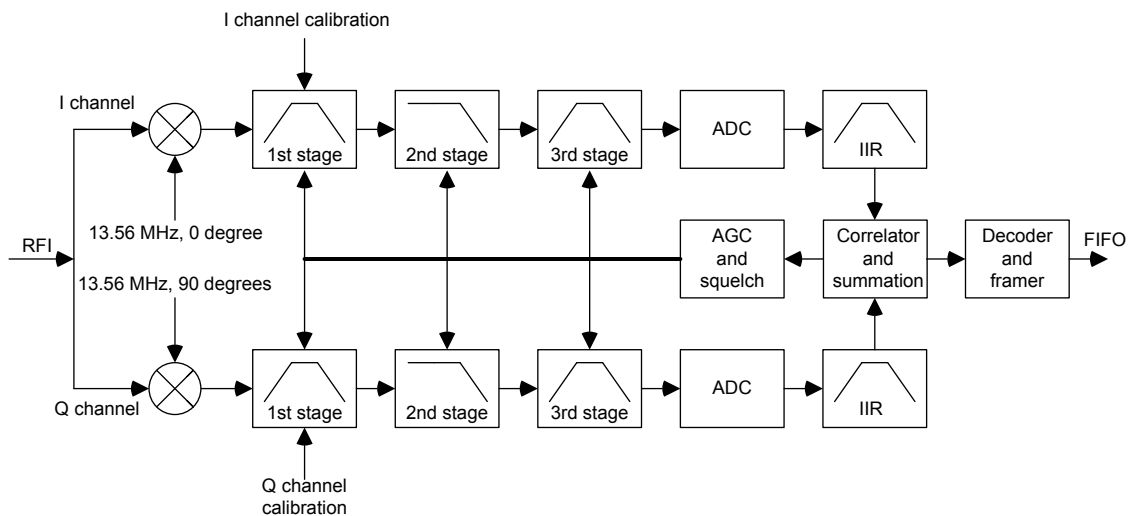 I channel calibration
I channel
1st stage
2nd stage
3rd stage
ADC
IIR
13.56 MHz, 0 degree
RFI
13.56 MHz, 90 degrees
AGC
and
squelch
Correlator
and
summation
Decoder
and
framer
FIFO
Q channel
1st stage
2nd stage
3rd stage
ADC
IIR
Q channel
calibration